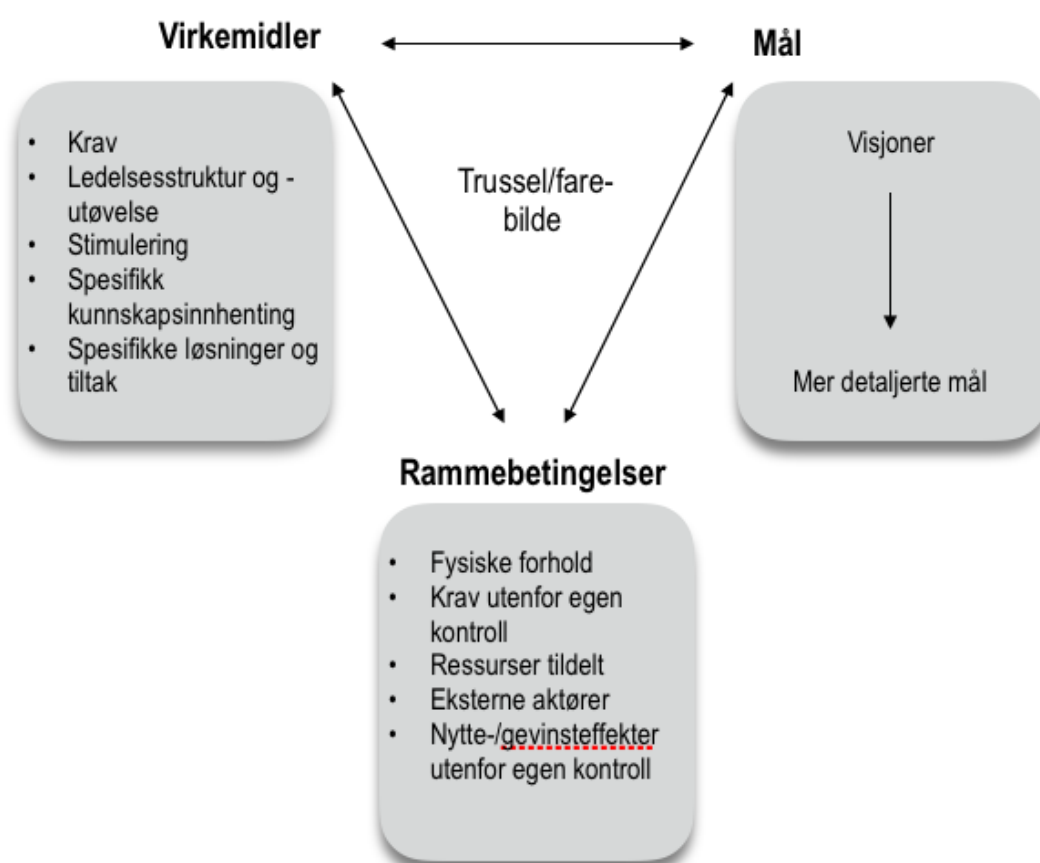 Virkemidler
Mål
• Krav
• Ledelsesstruktur og -
utøvelse
• Stimulering
• Spesifikk
kunnskapsinnhenting
• Spesifikke løsninger og
tiltak
Trussel/fare-
bilde
Visjoner
Mer detaljerte mål
Rammebetingelser
• Fysiske forhold
• Krav utenfor egen
kontroll
• Ressurser tildelt
• Eksterne aktører
• Nytte-/gevinsteffekter
utenfor egen kontroll